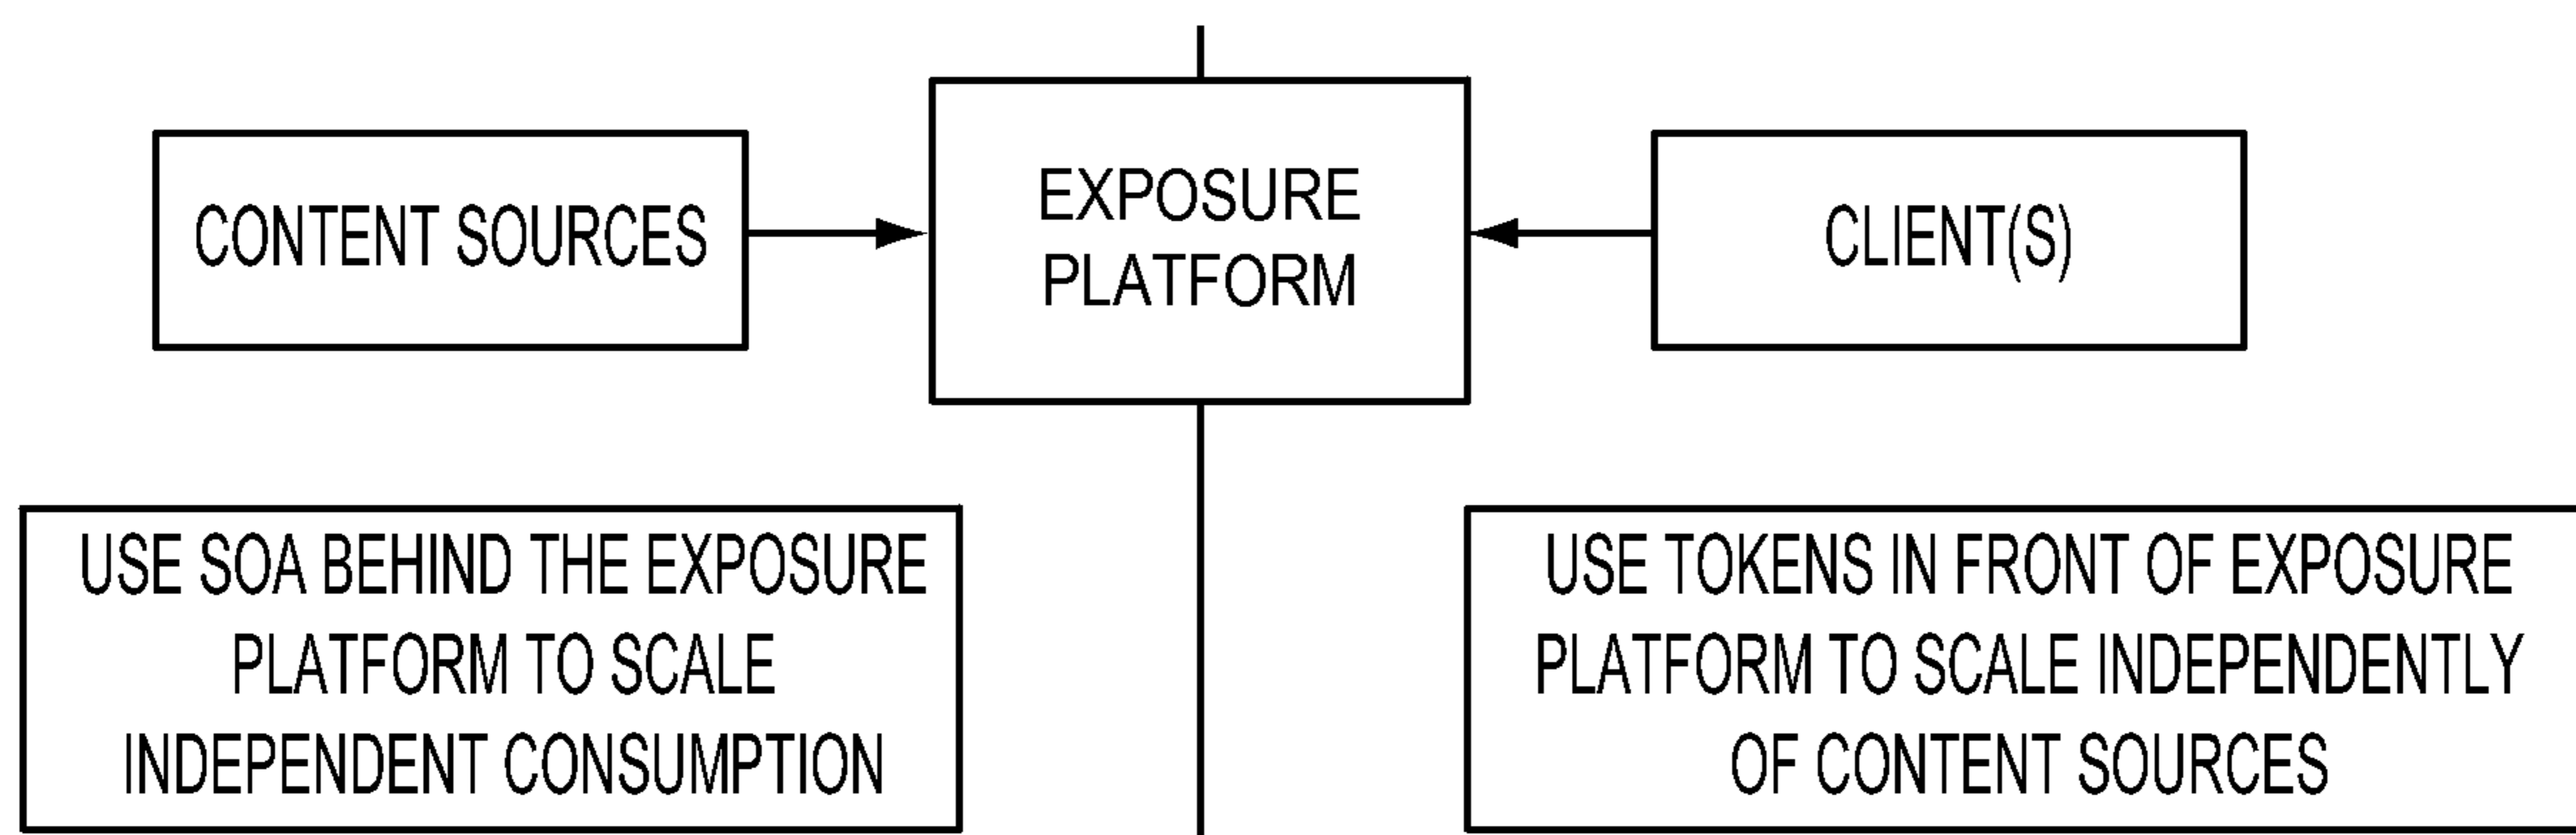 CONTENT SOURCES
EXPOSURE
PLATFORM
CLIENT(S)
USE SOA BEHIND THE EXPOSURE
PLATFORM TO SCALE
INDEPENDENT CONSUMPTION
USE TOKENS IN FRONT OF EXPOSURE
PLATFORM TO SCALE INDEPENDENTLY
OF CONTENT SOURCES